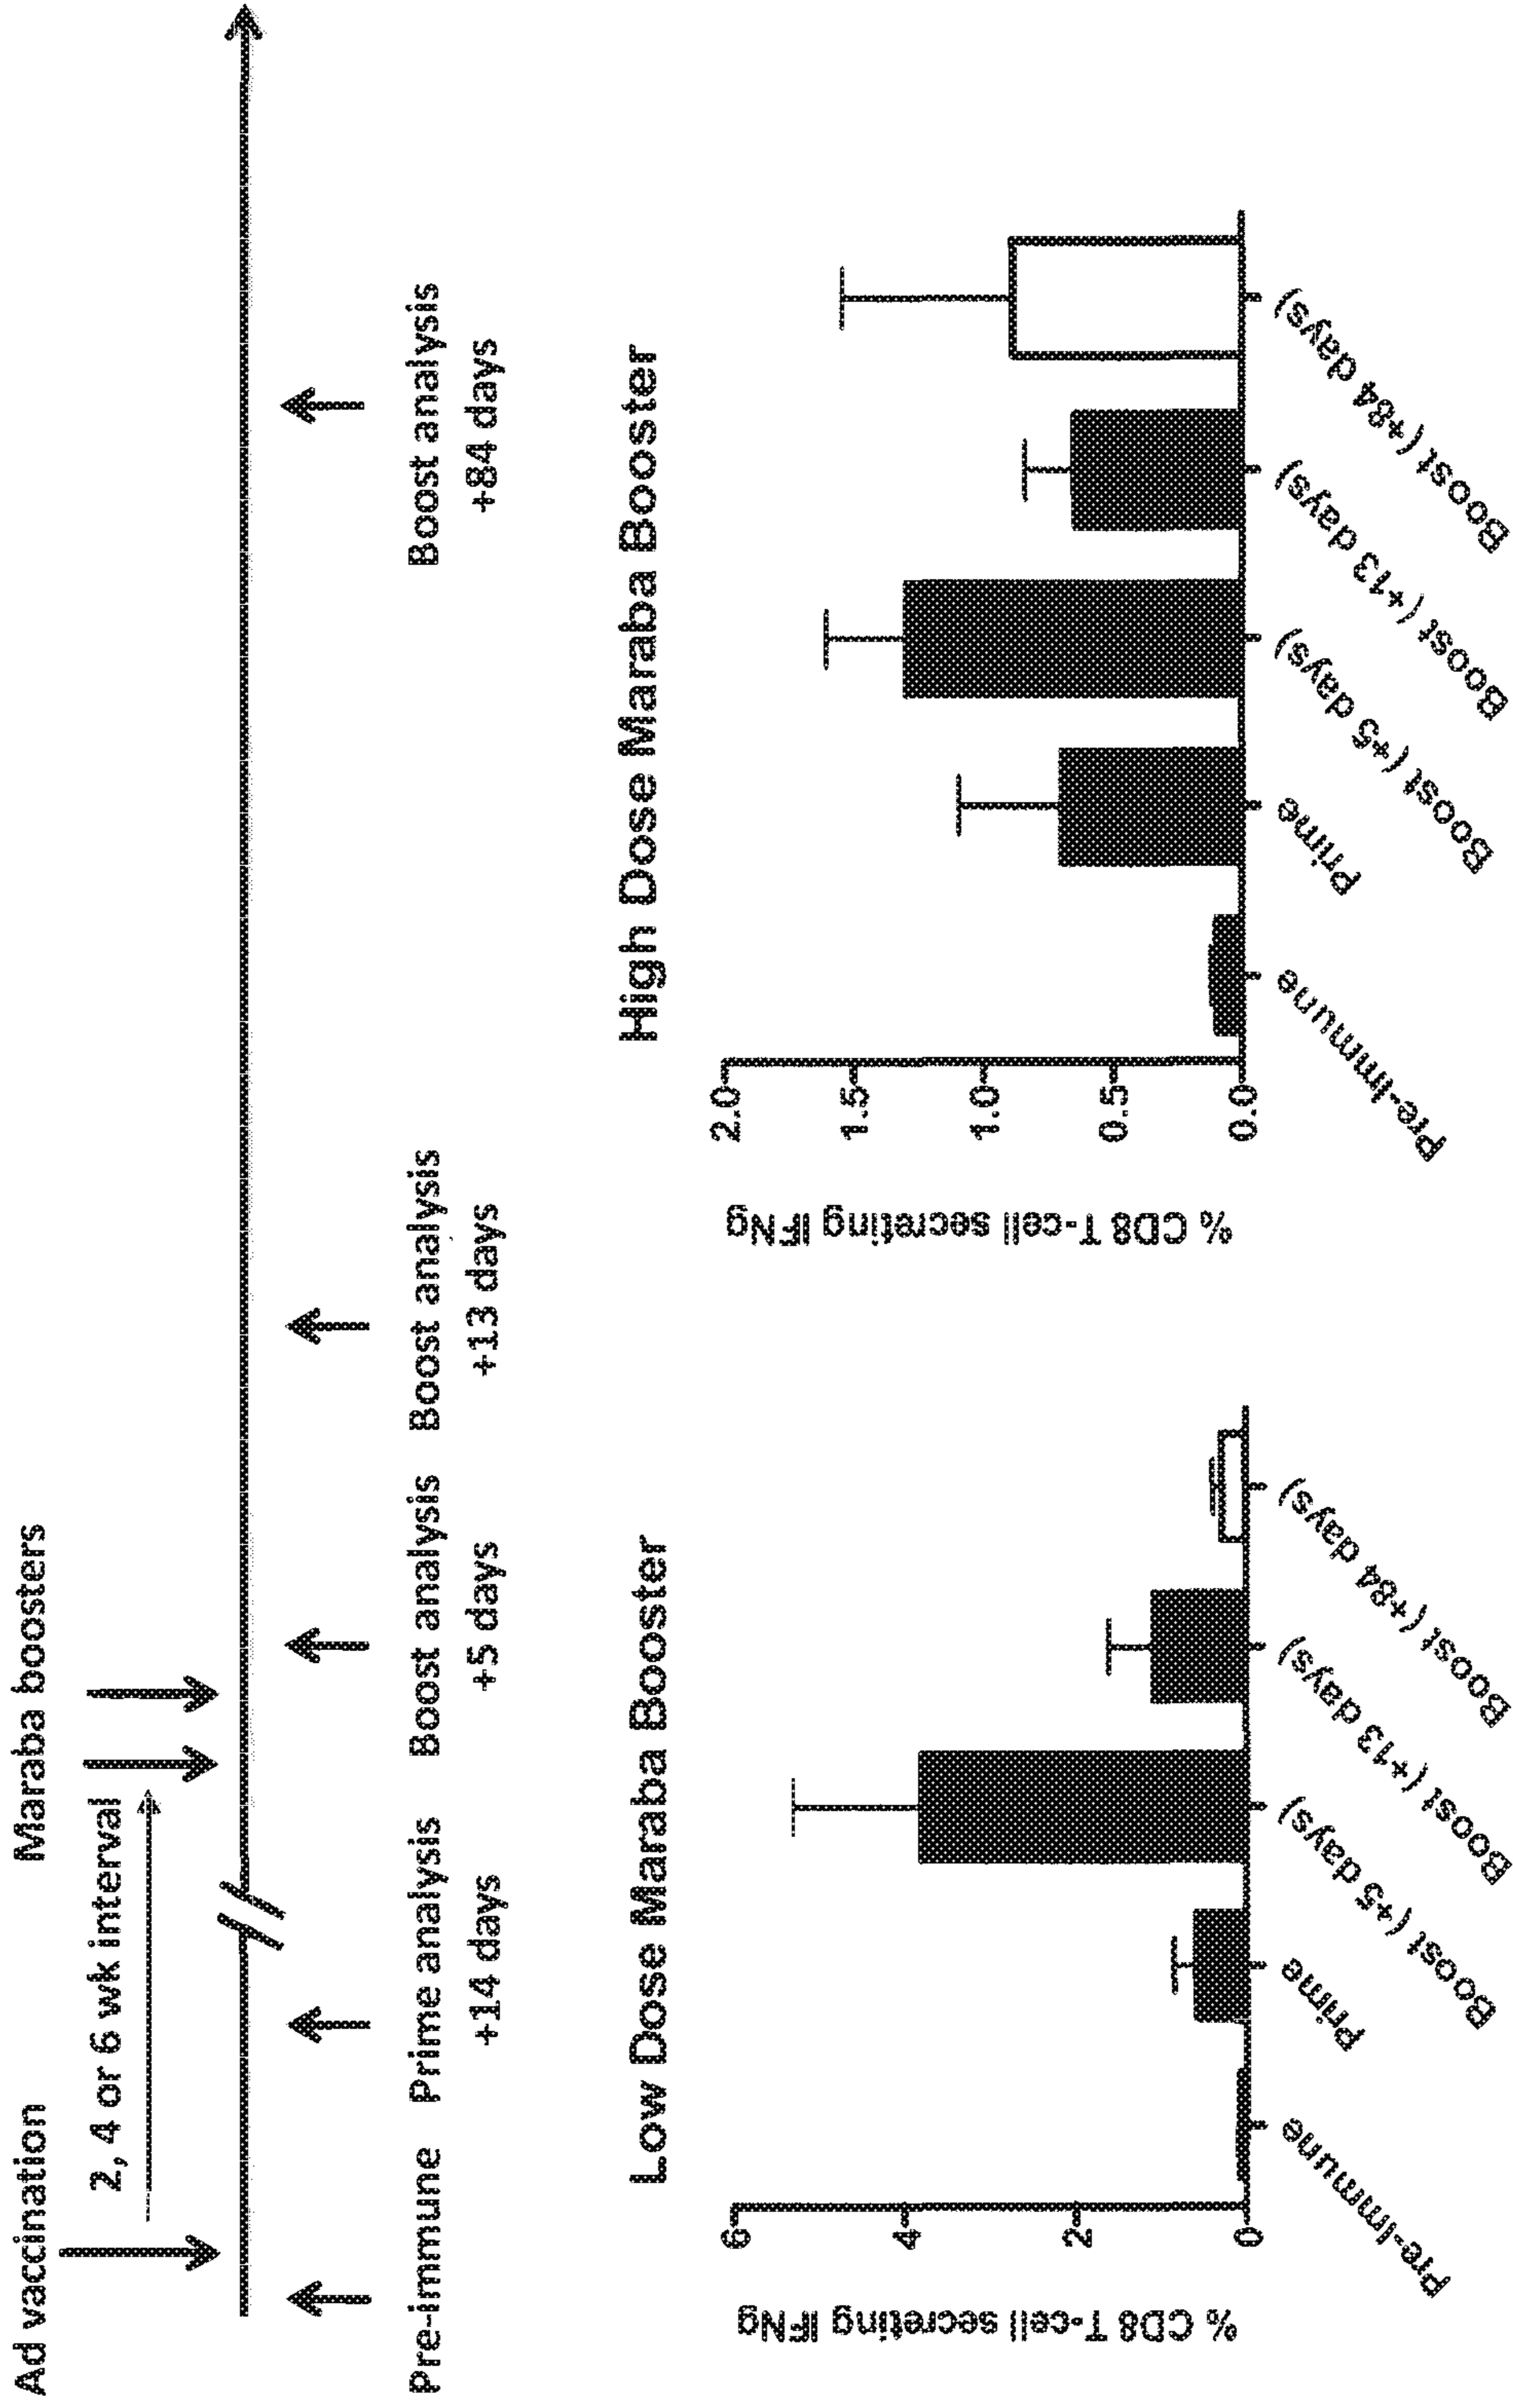 Ad vaccination
Maraba boosters
2, 4 or 6 wk interval
Pre-immune
Prime analysis
+14 days
Boost analysis
+5 days
Boost analysis
+13 days
Boost analysis
+84 days
Low Dose Maraba Booster
% CD8 T-cell secreting IFNg
6
4
2
0
Pre-Immune
Prime
Boost (+5 days)
Boost (+13 days)
Boost (+84 days)
High Dose Maraba Booster
% CD8 T-cell secreting IFNg
2.0
1.5
1.0
0.5
0.0
Pre-Immune
Prime
Boost (+5 days)
Boost (+13 days)
Boost (+84 days)